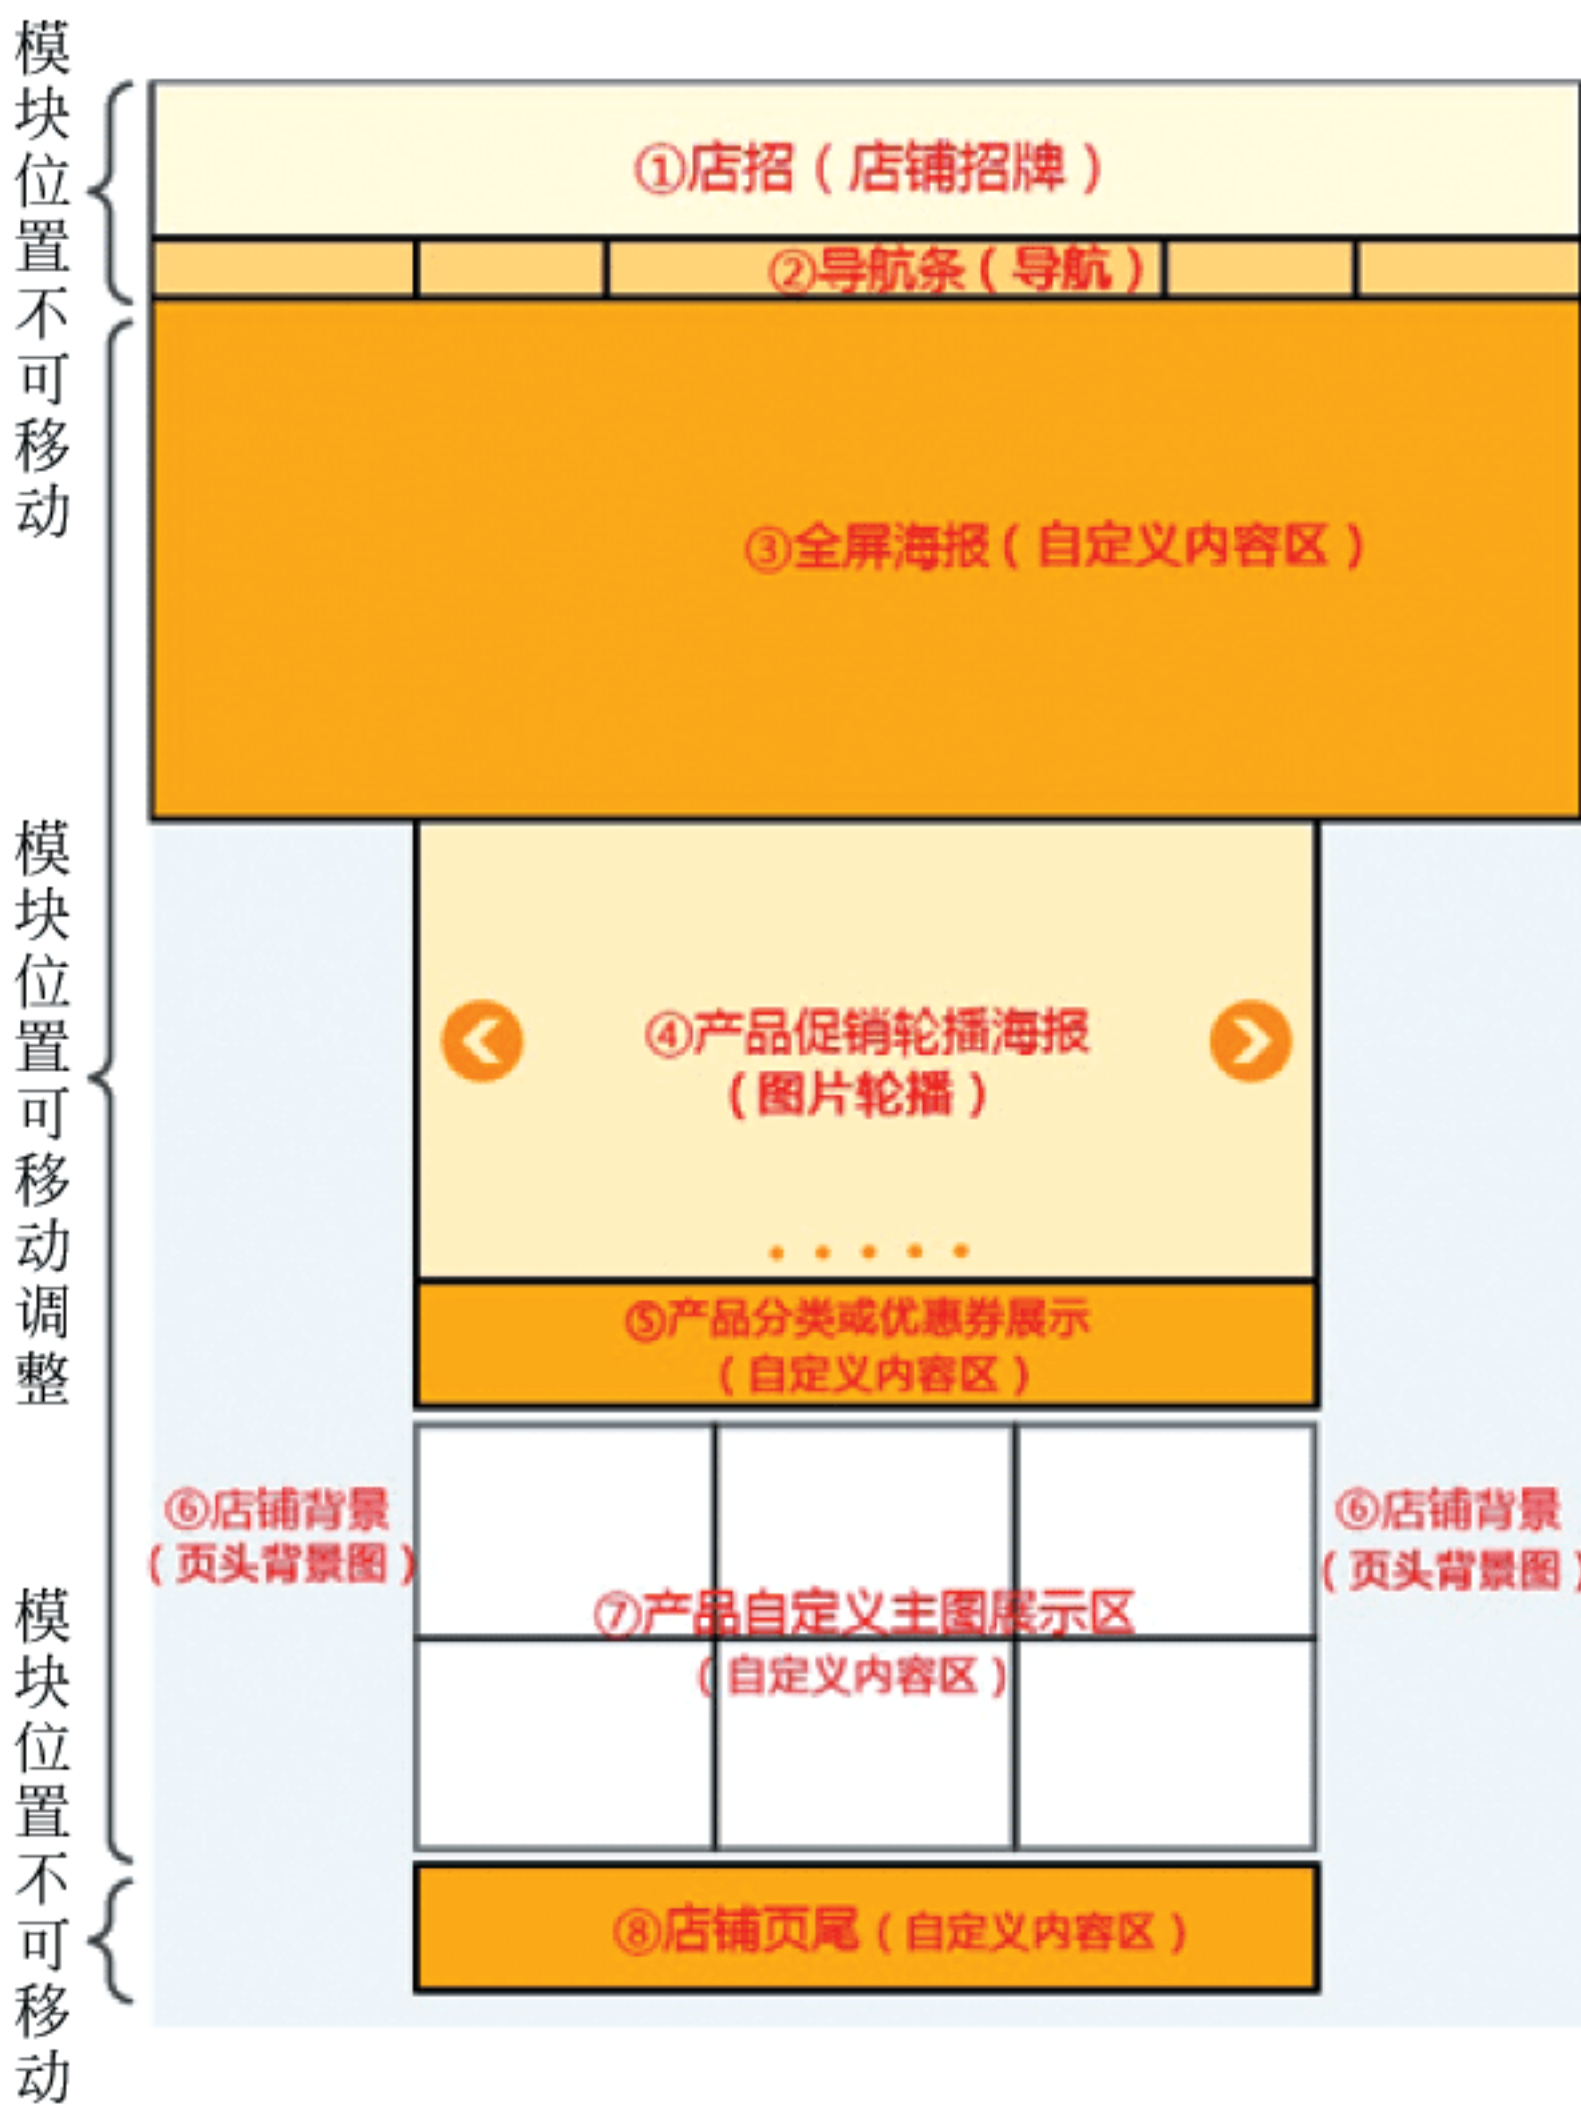 模块位置不可移动
①店招（店铺招牌）
②导航条（导航）
模块位置可移动调整
③全屏海报（自定义内容区）
④产品促销轮播海报
（图片轮播）
⑤产品分类或优惠券展示
（自定义内容区）
⑥店铺背景
（页头背景图）
⑦产品自定义主图展示区
（自定义内容区）
⑥店铺背景
（页头背景图）
模块位置不可移动
⑧店铺页尾（自定义内容区）